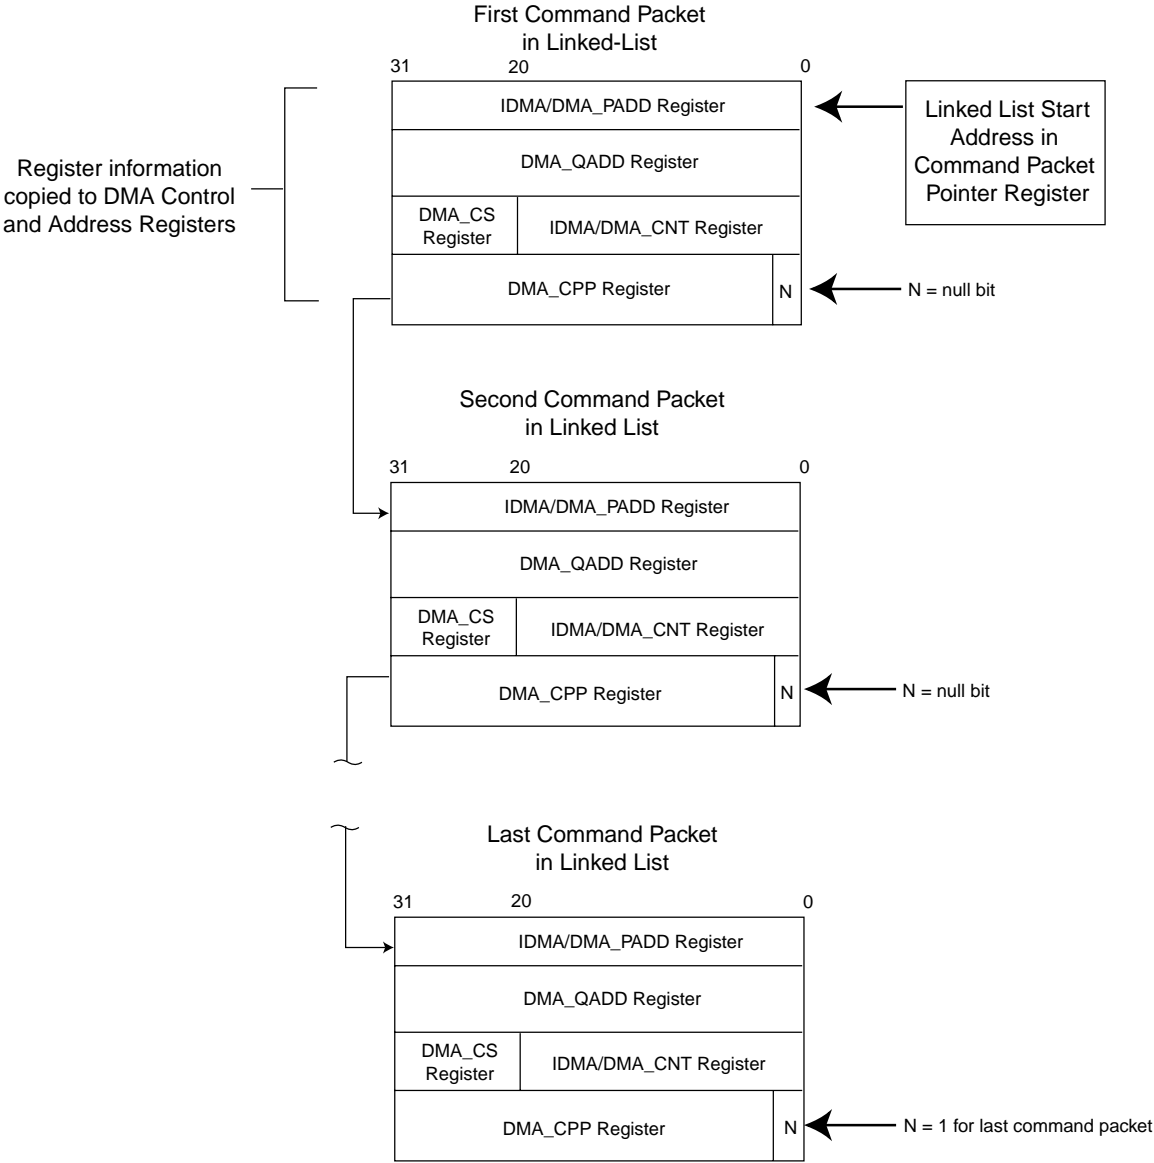 First Command Packet
in Linked-List
31 20 0
IDMA/DMA_PADD Register
DMA_QADD Register
DMA_CS
Register
IDMA/DMA_CNT Register
DMA_CPP Register
N
Register information
copied to DMA Control
and Address Registers
Linked List Start
Address in
Command Packet
Pointer Register
N = null bit
Second Command Packet
in Linked List
31 20 0
IDMA/DMA_PADD Register
DMA_QADD Register
DMA_CS
Register
IDMA/DMA_CNT Register
DMA_CPP Register
N
N = null bit
Last Command Packet
in Linked List
31 20 0
IDMA/DMA_PADD Register
DMA_QADD Register
DMA_CS
Register
IDMA/DMA_CNT Register
DMA_CPP Register
N
N = 1 for last command packet